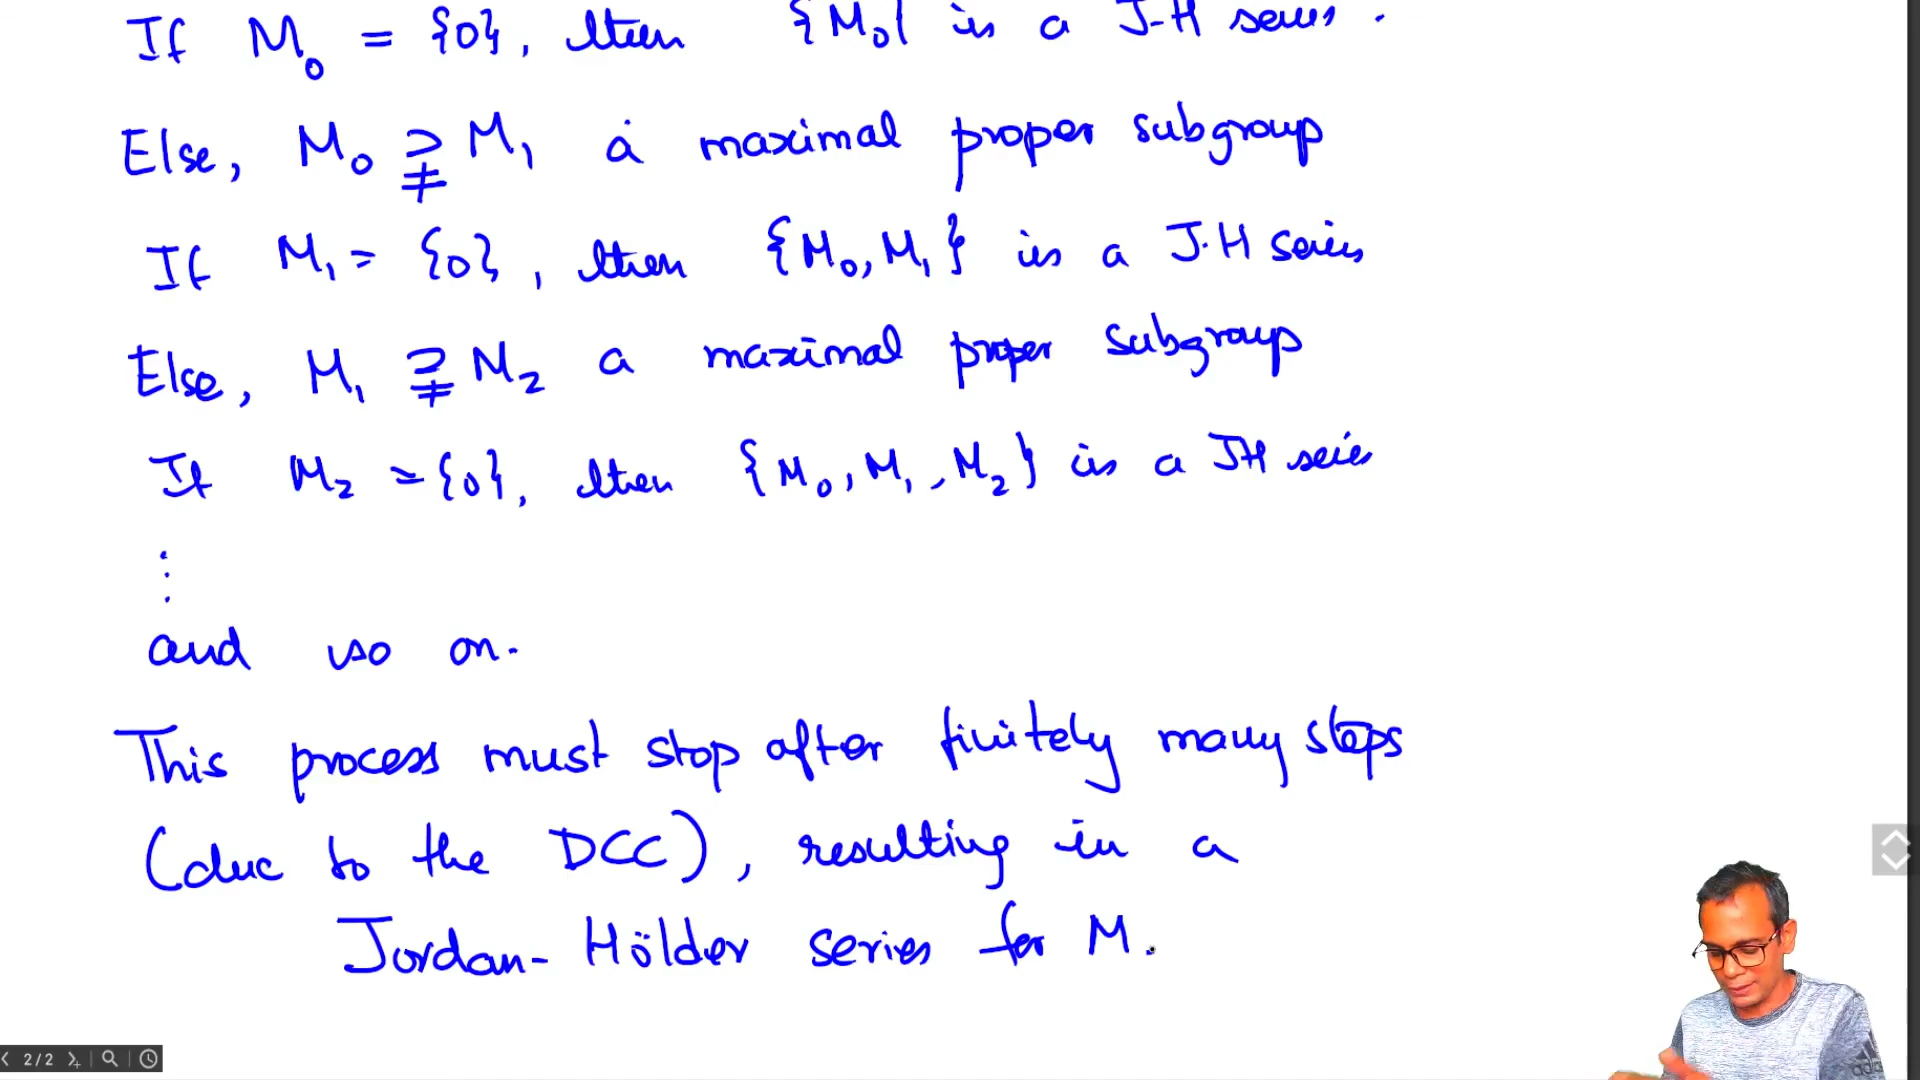 If M₀ = {0}, then {M₀} is a J-H series.
Else, M₀ ⊋ M₁ a maximal proper subgroup
If M₁ = {0}, then {M₀, M₁} is a J.H series
Else, M₁ ⊋ M₂ a maximal proper subgroup
If M₂ = {0}, then {M₀, M₁, M₂} is a JH series
⋮
and so on.
This process must stop after finitely many steps
(due to the DCC), resulting in a
Jordan-Hölder series for M.
2/2
adidas